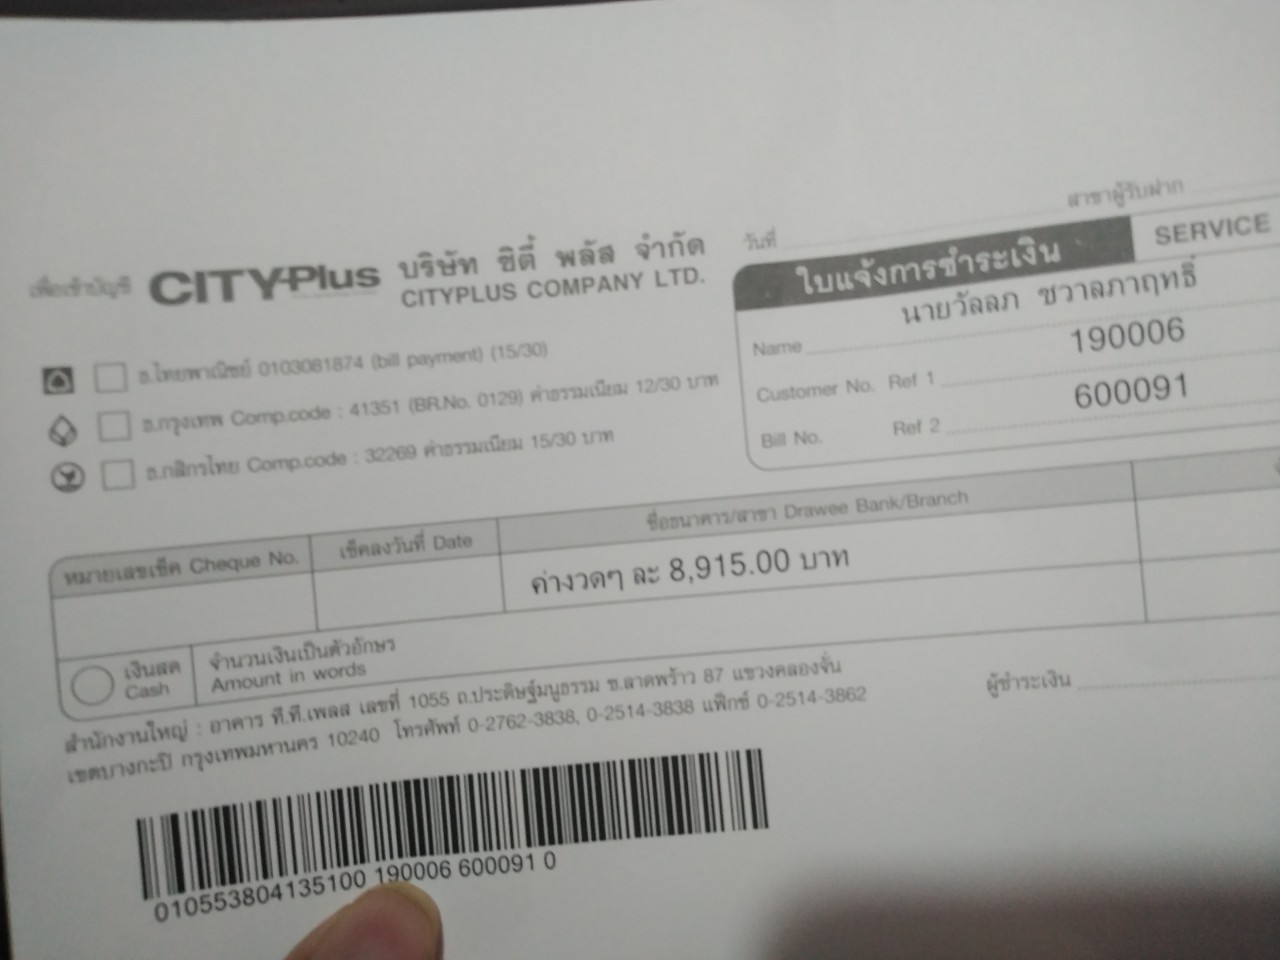 สาขาผู้รับฝาก
วันที่
เพื่อเข้าบัญชี CITYPlus บริษัท ซิตี้ พลัส จำกัด
CITYPLUS COMPANY LTD.
ใบแจ้งการชำระเงิน SERVICE
นายวัลลภ ชวาลภาฤทธิ์
Name
Customer No. Ref 1 190006
Bill No. Ref 2 600091
ธ.ไทยพาณิชย์ 0103081874 (bill payment) (15/30)
ธ.กรุงเทพ Comp.code : 41351 (BR.No. 0129) ค่าธรรมเนียม 12/30 บาท
ธ.กสิกรไทย Comp.code : 32269 ค่าธรรมเนียม 15/30 บาท
หมายเลขเช็ค Cheque No. เช็คลงวันที่ Date ชื่อธนาคาร/สาขา Drawee Bank/Branch
ค่างวดๆ ละ 8,915.00 บาท
เงินสด จำนวนเงินเป็นตัวอักษร
Cash Amount in words
สำนักงานใหญ่ : อาคาร ที.ที.เพลส เลขที่ 1055 ถ.ประดิษฐ์มนูธรรม ซ.ลาดพร้าว 87 แขวงคลองจั่น
เขตบางกะปิ กรุงเทพมหานคร 10240 โทรศัพท์ 0-2762-3838, 0-2514-3838 แฟ็กซ์ 0-2514-3862
ผู้ชำระเงิน
010553804135100 190006 600091 0